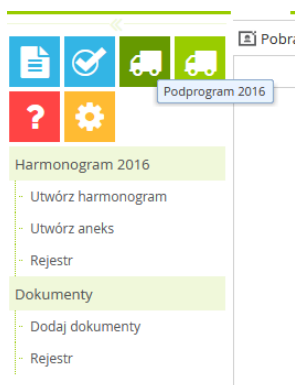 Pobra
Podprogram 2016
?
Harmonogram 2016
Utwórz harmonogram
Utwórz aneks
Rejestr
Dokumenty
Dodaj dokumenty
Rejestr